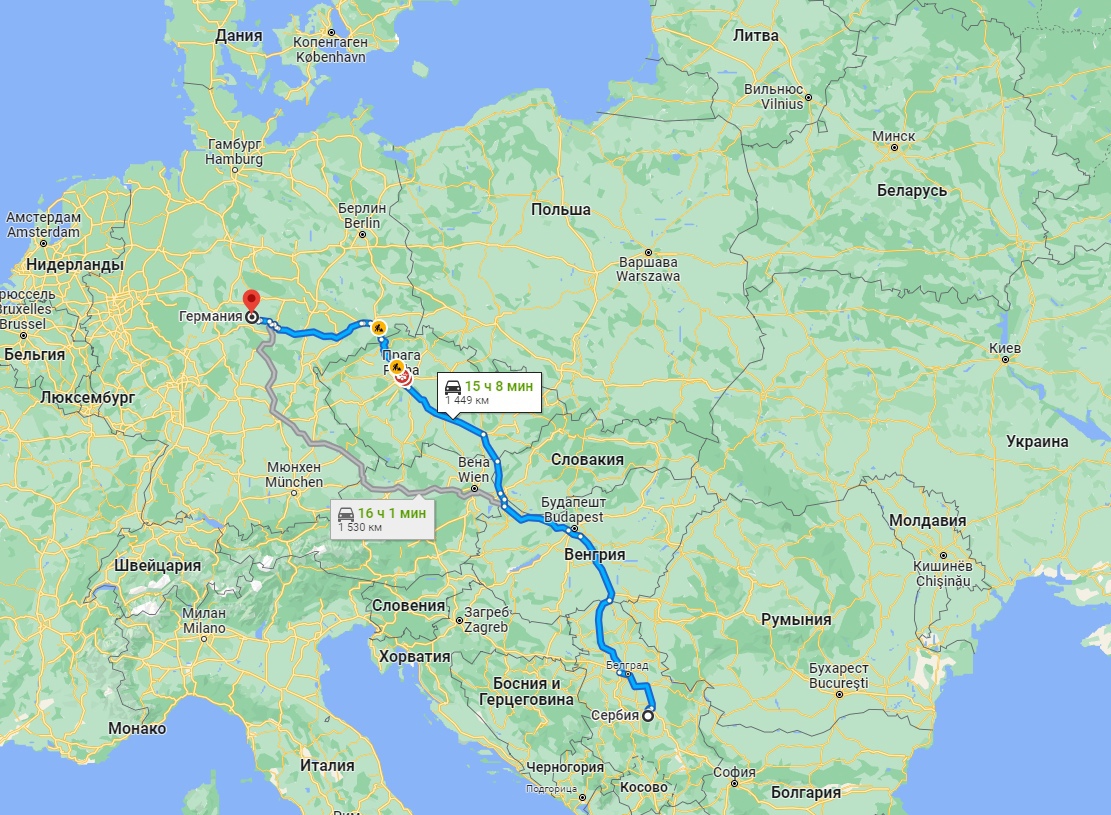 Дания
Копенгаген
København
Литва
Вильнюс
Vilnius
Минск
Гамбург
Hamburg
Беларусь
Берлин
Berlin
Польша
Амстердам
Amsterdam
Варшава
Warszawa
Нидерланды
рюссель
Bruxelles
Brussel
Германия
Бельгия
Прага
Киев
15 ч 8 мин
1 449 км
Люксембург
Украина
Вена
Wien
Словакия
Мюнхен
München
16 ч 1 мин
1 530 км
Будапешт
Budapest
Молдавия
Венгрия
Швейцария
Кишинёв
Chișinău
Словения
Загреб
Zagreb
Милан
Milano
Румыния
Хорватия
Белград
Бухарест
București
Босния и
Герцеговина
Сербия
Монако
Италия
Черногория
Подгорица
Косово
София
Болгария